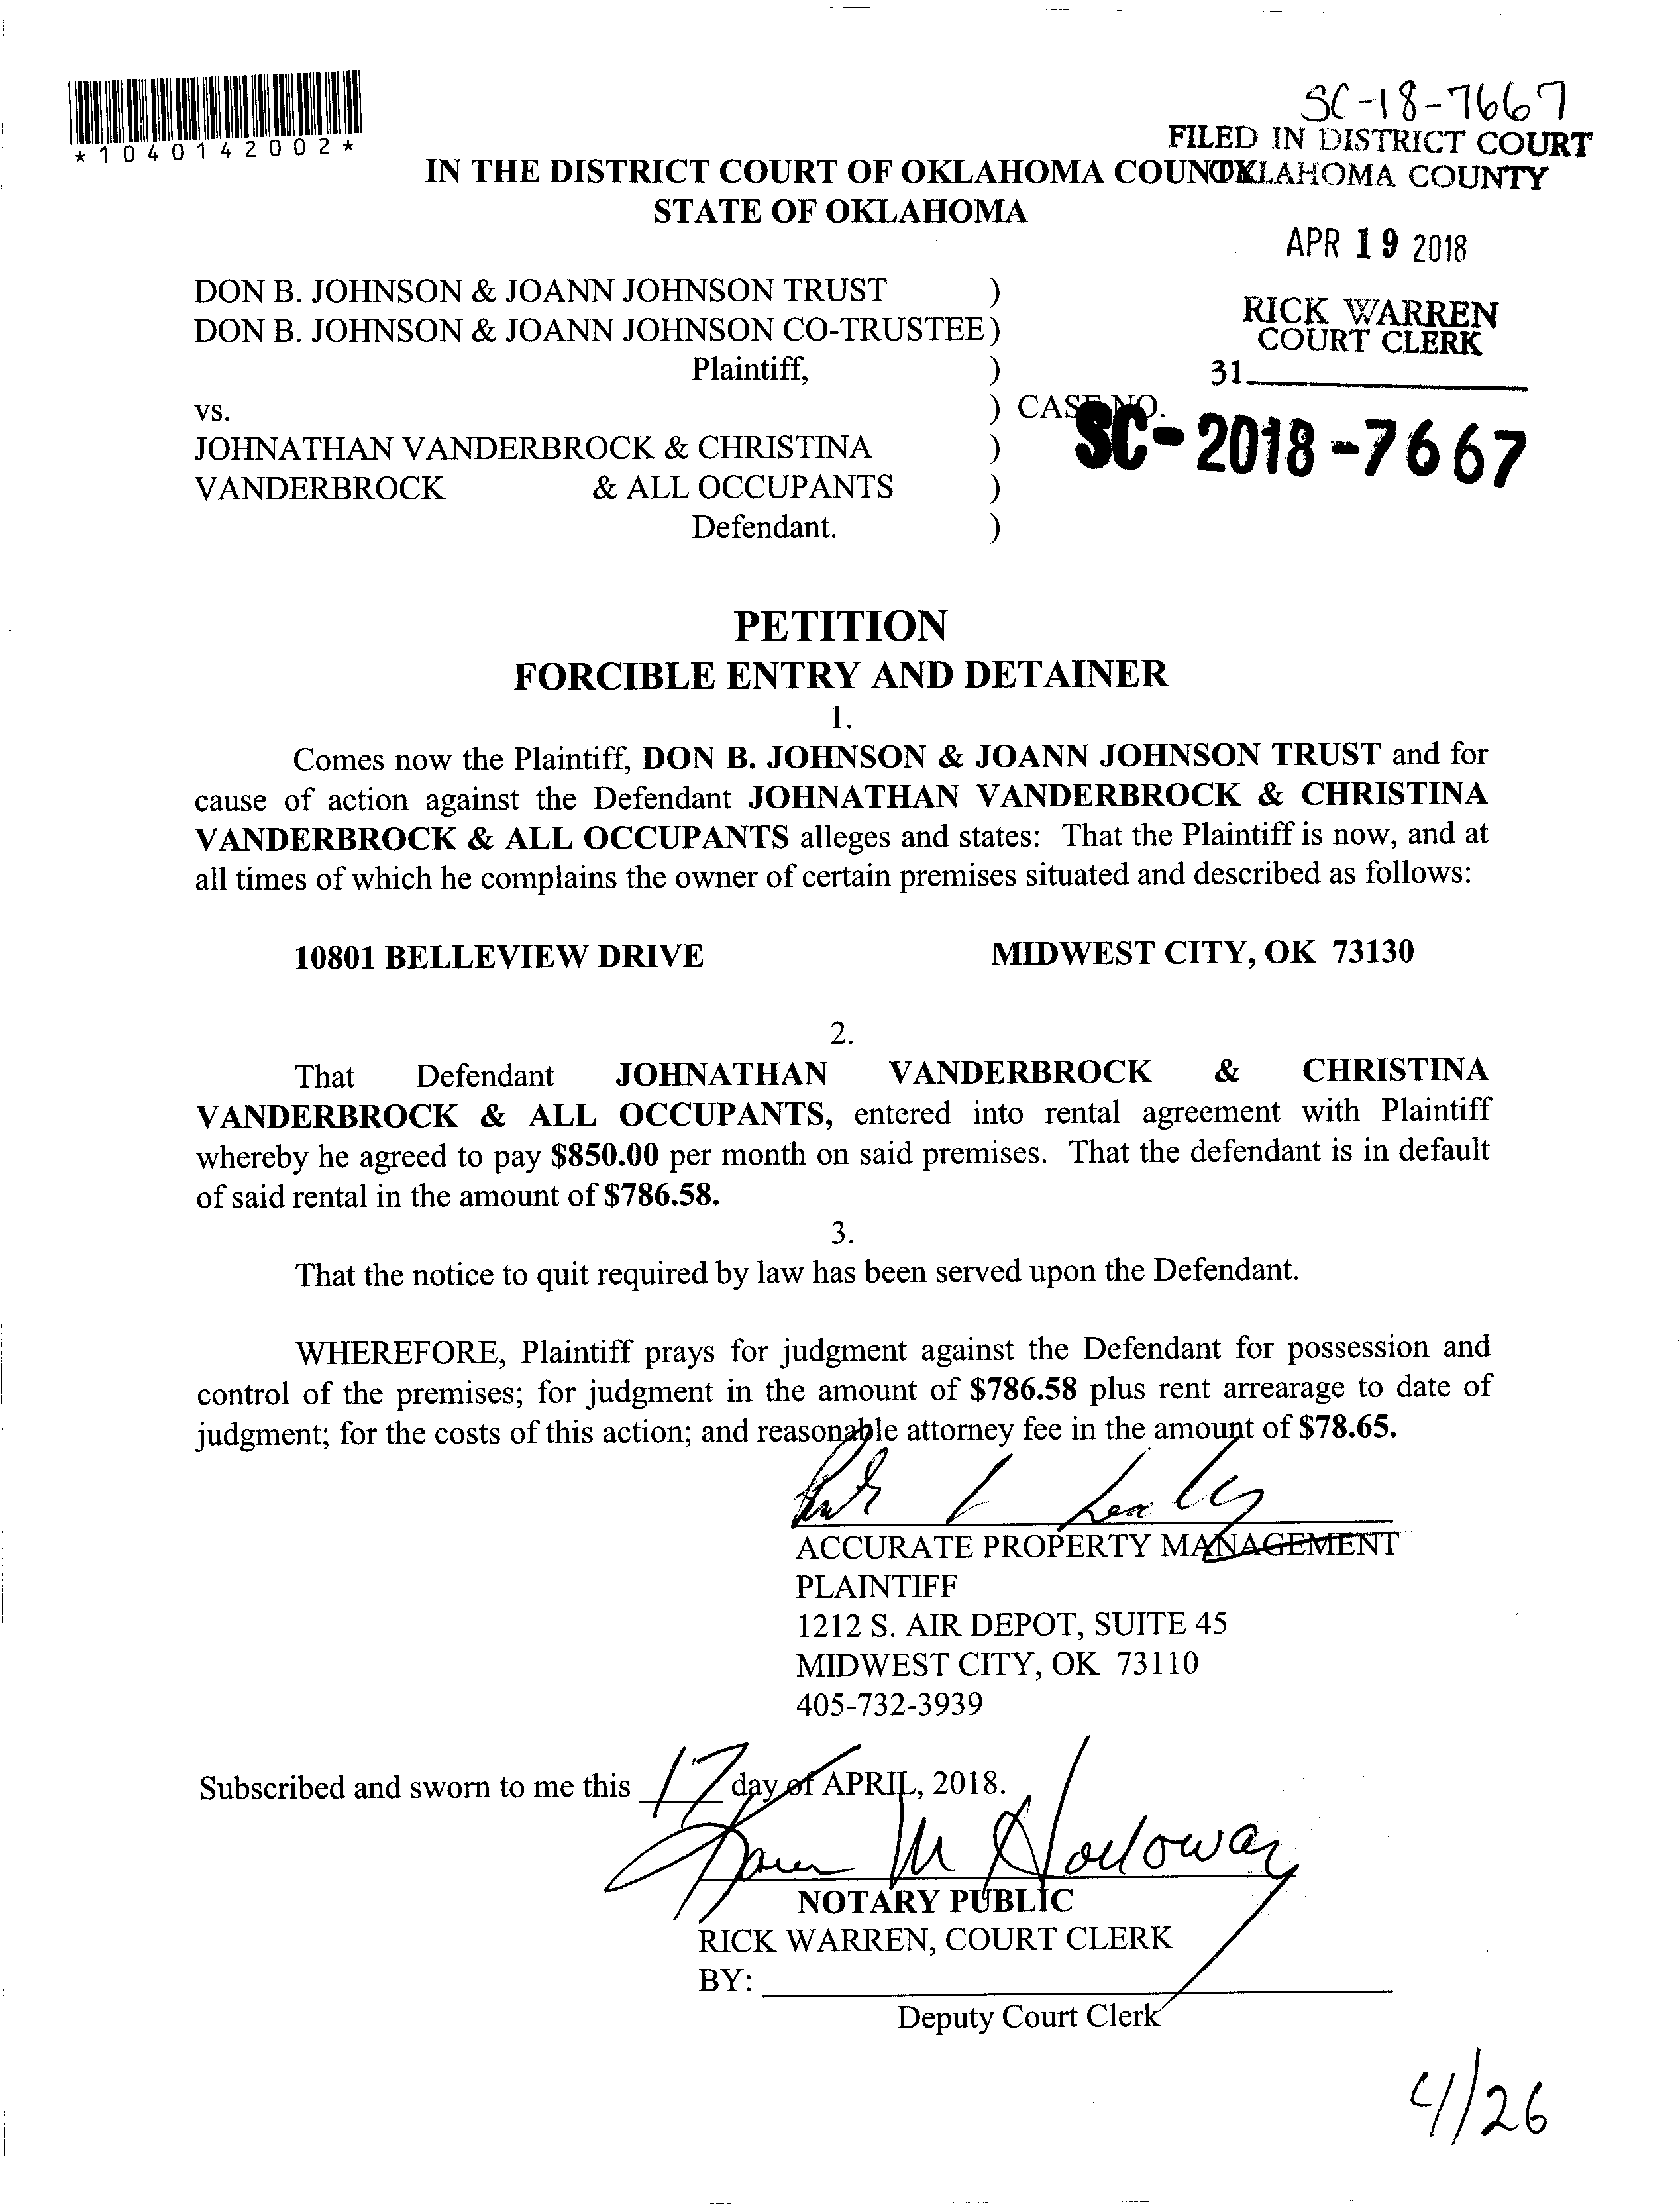 SC-18-7667
*1040142002*
FILED IN DISTRICT COURT
OKLAHOMA COUNTY
IN THE DISTRICT COURT OF OKLAHOMA COUNTY
STATE OF OKLAHOMA
APR 19 2018
RICK WARREN
COURT CLERK
31
DON B. JOHNSON & JOANN JOHNSON TRUST )
DON B. JOHNSON & JOANN JOHNSON CO-TRUSTEE )
Plaintiff, )
vs. ) CASE NO.
SC-2018-7667
JOHNATHAN VANDERBROCK & CHRISTINA )
VANDERBROCK & ALL OCCUPANTS )
Defendant. )
PETITION
FORCIBLE ENTRY AND DETAINER
1.
Comes now the Plaintiff, DON B. JOHNSON & JOANN JOHNSON TRUST and for
cause of action against the Defendant JOHNATHAN VANDERBROCK & CHRISTINA
VANDERBROCK & ALL OCCUPANTS alleges and states: That the Plaintiff is now, and at
all times of which he complains the owner of certain premises situated and described as follows:
10801 BELLEVIEW DRIVE MIDWEST CITY, OK 73130
2.
That Defendant JOHNATHAN VANDERBROCK & CHRISTINA
VANDERBROCK & ALL OCCUPANTS, entered into rental agreement with Plaintiff
whereby he agreed to pay $850.00 per month on said premises. That the defendant is in default
of said rental in the amount of $786.58.
3.
That the notice to quit required by law has been served upon the Defendant.
WHEREFORE, Plaintiff prays for judgment against the Defendant for possession and
control of the premises; for judgment in the amount of $786.58 plus rent arrearage to date of
judgment; for the costs of this action; and reasonable attorney fee in the amount of $78.65.
ACCURATE PROPERTY MANAGEMENT
PLAINTIFF
1212 S. AIR DEPOT, SUITE 45
MIDWEST CITY, OK 73110
405-732-3939
Subscribed and sworn to me this 17 day of APRIL, 2018.
Karen M Holloway
NOTARY PUBLIC
RICK WARREN, COURT CLERK
BY:
Deputy Court Clerk
4/26